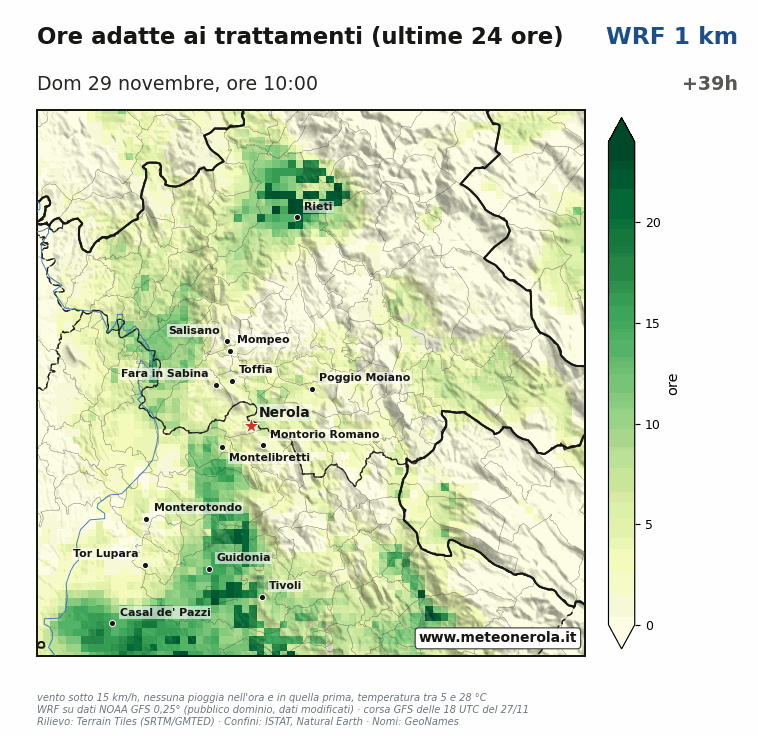 Ore adatte ai trattamenti (ultime 24 ore) WRF 1 km
Dom 29 novembre, ore 10:00 +39h
Rieti
20
Salisano
Mompeo
15
Fara in Sabina
Toffia
Poggio Moiano
ore
Nerola
10
Montorio Romano
Montelibretti
Monterotondo
5
Tor Lupara
Guidonia
Tivoli
Casal de' Pazzi
0
www.meteonerola.it
vento sotto 15 km/h, nessuna pioggia nell'ora e in quella prima, temperatura tra 5 e 28 °C
WRF su dati NOAA GFS 0,25° (pubblico dominio, dati modificati) · corsa GFS delle 18 UTC del 27/11
Rilievo: Terrain Tiles (SRTM/GMTED) · Confini: ISTAT, Natural Earth · Nomi: GeoNames